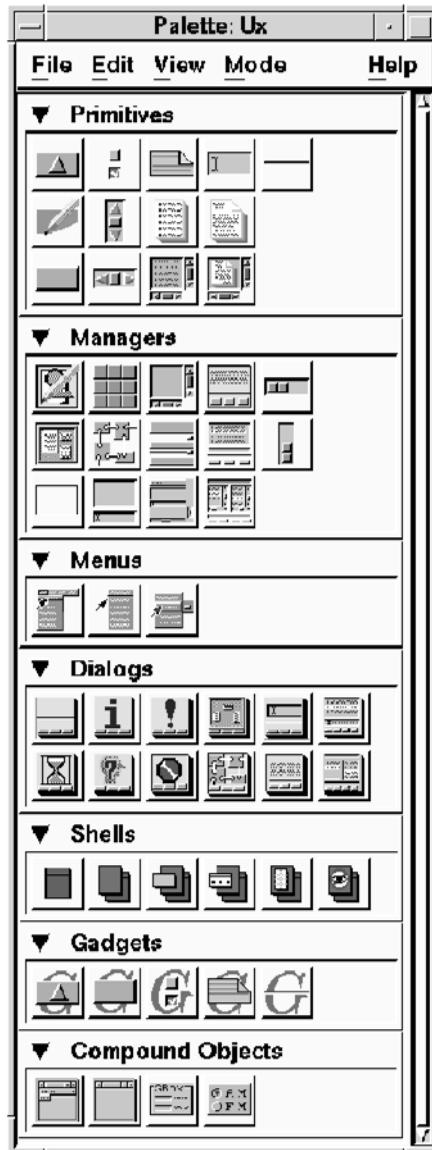 Palette: Ux
File Edit View Mode Help
Primitives
Managers
Menus
Dialogs
Shells
Gadgets
Compound Objects